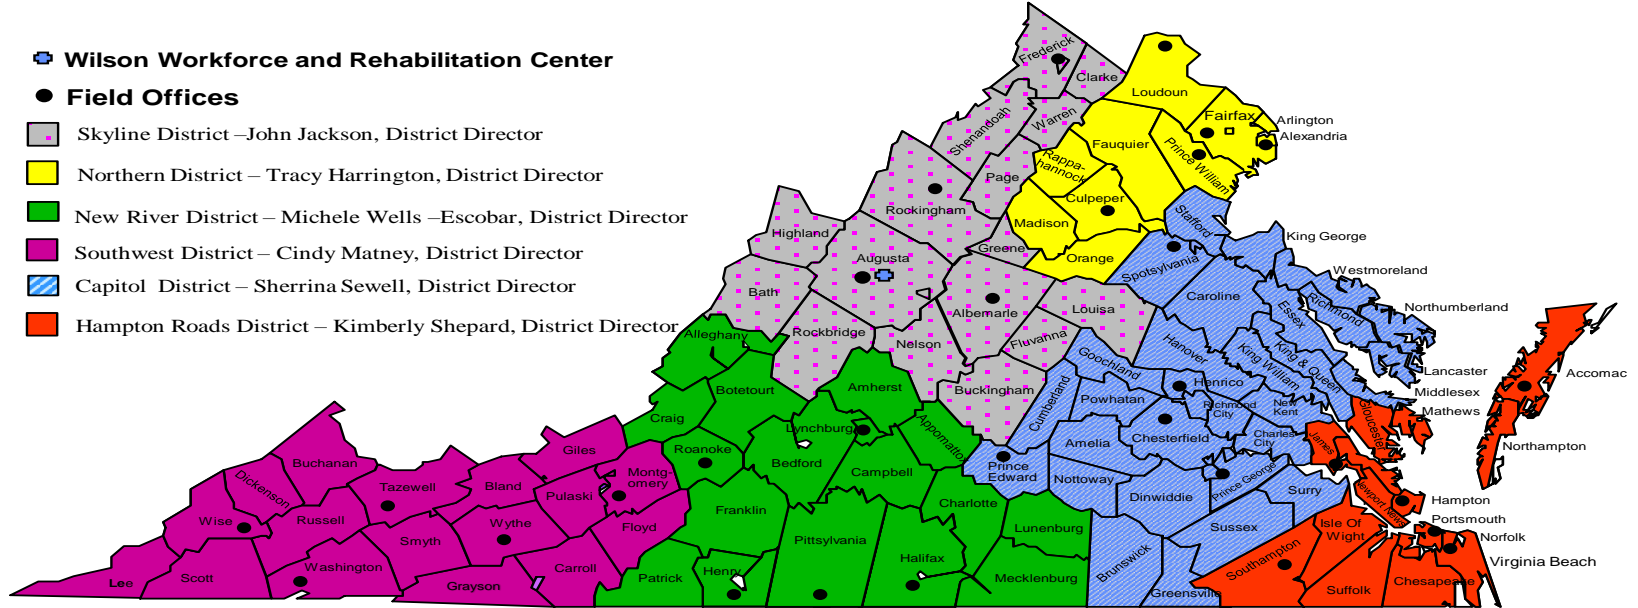 Wilson Workforce and Rehabilitation Center
Field Offices
Skyline District –John Jackson, District Director
Northern District – Tracy Harrington, District Director
New River District – Michele Wells –Escobar, District Director
Southwest District – Cindy Matney, District Director
Capitol District – Sherrina Sewell, District Director
Hampton Roads District – Kimberly Shepard, District Director
Frederick
Clarke
Loudoun
Shenandoah
Warren
Fairfax
Arlington
Alexandria
Fauquier
Prince William
Rappa-
hannock
Page
Culpeper
Rockingham
Madison
Stafford
Highland
Greene
King George
Augusta
Orange
Spotsylvania
Westmoreland
Bath
Caroline
Essex
Richmond
Northumberland
Albemarle
Louisa
Alleghany
Rockbridge
Nelson
Fluvanna
Hanover
King William
King & Queen
Goochland
Lancaster
Accomac
Botetourt
Amherst
Buckingham
Cumberland
Powhatan
Henrico
Richmond
City
New
Kent
Middlesex
Mathews
Gloucester
Craig
Lynchburg
Appomattox
Amelia
Chesterfield
Charles
City
James
Northampton
Giles
Roanoke
Bedford
Campbell
Prince
Edward
Nottoway
Prince George
Buchanan
Dickenson
Tazewell
Bland
Pulaski
Montg-
omery
Charlotte
Dinwiddie
Surry
Newport News
Hampton
Wise
Russell
Wythe
Floyd
Franklin
Lunenburg
Sussex
Isle Of
Wight
Portsmouth
Norfolk
Smyth
Pittsylvania
Halifax
Brunswick
Southampton
Virginia Beach
Lee
Scott
Washington
Grayson
Carroll
Patrick
Henry
Mecklenburg
Greensville
Suffolk
Chesapeake